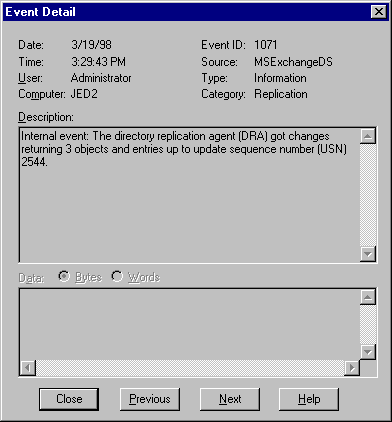 Event Detail
Date: 3/19/98 Event ID: 1071
Time: 3:29:43 PM Source: MSExchangeDS
User: Administrator Type: Information
Computer: JED2 Category: Replication
Description:
Internal event: The directory replication agent (DRA) got changes
returning 3 objects and entries up to update sequence number (USN)
2544.
Data: Bytes Words
Close Previous Next Help